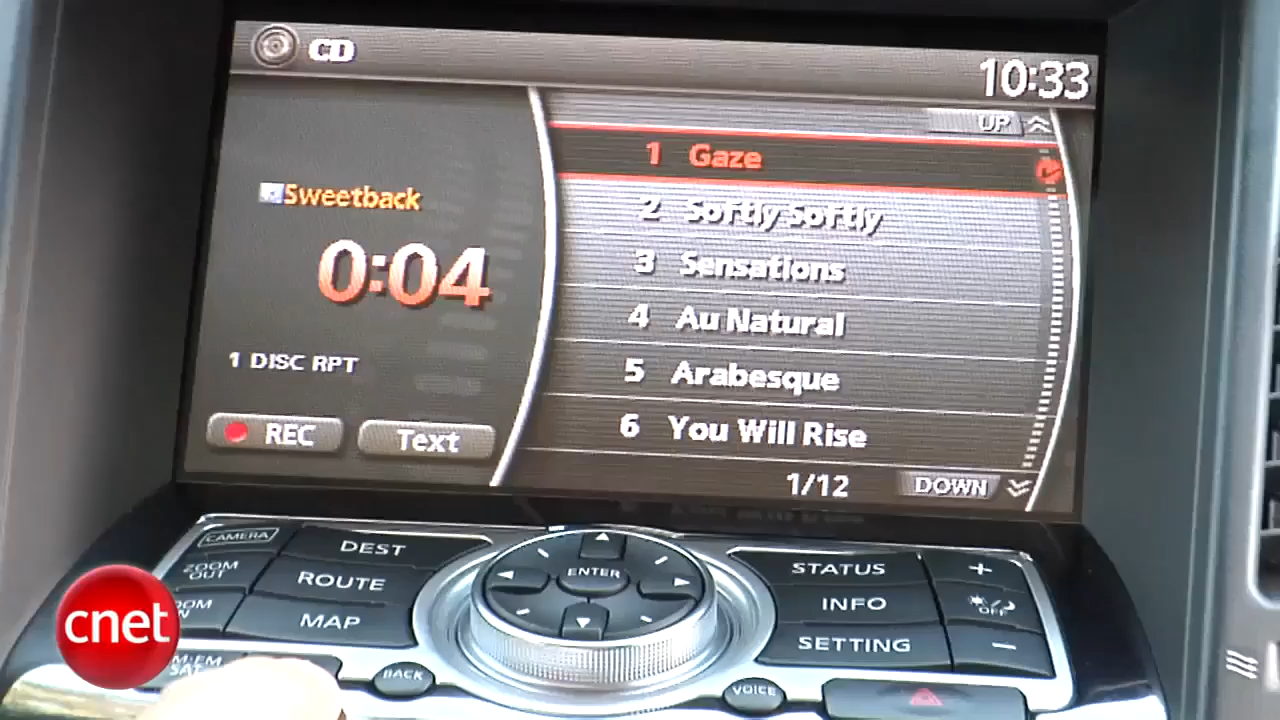 CD
10:33
UP
1 Gaze
Sweetback
2 Softly Softly
0:04
3 Sensations
4 Au Natural
1 DISC RPT
5 Arabesque
REC
Text
6 You Will Rise
1/12
DOWN
CAMERA
DEST
ENTER
STATUS
+
ZOOM OUT
ROUTE
INFO
OFF
MAP
SETTING
−
cnet
BACK
VOICE